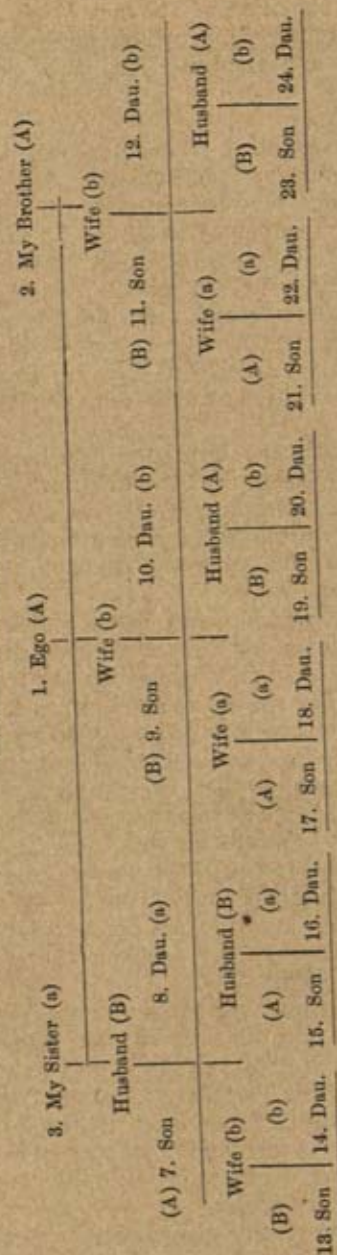 3. My Sister (a) 1. Ego (A) 2. My Brother (A)
Husband (B) Wife (b) Wife (b)
(A) 7. Son 8. Dau. (a) (B) 9. Son 10. Dau. (b) (B) 11. Son 12. Dau. (b)
Wife (b) Husband (B) Wife (a) Husband (A) Wife (a) Husband (A)
(B) (b) (A) (a) (A) (a) (B) (b) (A) (a) (B) (b)
13. Son 14. Dau. 15. Son 16. Dau. 17. Son 18. Dau. 19. Son 20. Dau. 21. Son 22. Dau. 23. Son 24. Dau.